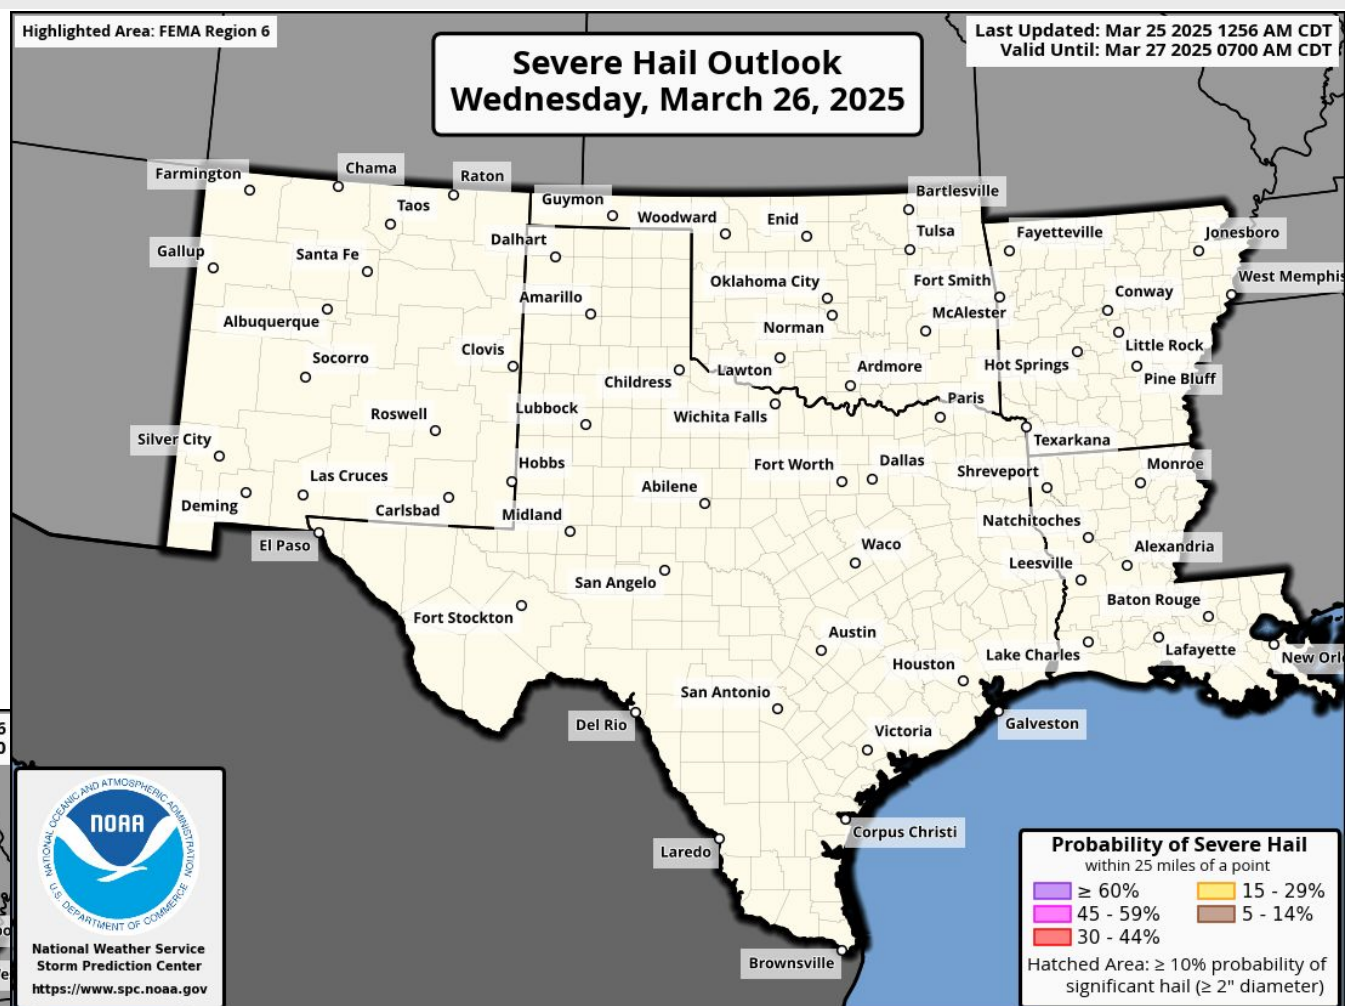 Highlighted Area: FEMA Region 6
Last Updated: Mar 25 2025 1256 AM CDT
Valid Until: Mar 27 2025 0700 AM CDT
Severe Hail Outlook
Wednesday, March 26, 2025
Farmington
Chama
Raton
Guymon
Bartlesville
Taos
Woodward
Enid
Tulsa
Fayetteville
Jonesboro
Gallup
Santa Fe
Dalhart
Oklahoma City
Fort Smith
West Memphis
Albuquerque
Amarillo
Norman
McAlester
Conway
Socorro
Clovis
Childress
Lawton
Ardmore
Hot Springs
Little Rock
Pine Bluff
Roswell
Lubbock
Wichita Falls
Paris
Texarkana
Silver City
Las Cruces
Hobbs
Abilene
Fort Worth
Dallas
Shreveport
Monroe
Deming
Carlsbad
Midland
Natchitoches
El Paso
San Angelo
Waco
Leesville
Alexandria
Fort Stockton
Austin
Baton Rouge
Houston
Lake Charles
Lafayette
New Orl
San Antonio
Del Rio
Victoria
Galveston
Laredo
Corpus Christi
Brownsville
6
0
NATIONAL OCEANIC AND ATMOSPHERIC ADMINISTRATION
NOAA
U.S. DEPARTMENT OF COMMERCE
National Weather Service
Storm Prediction Center
https://www.spc.noaa.gov
Probability of Severe Hail
within 25 miles of a point
≥ 60%
15 - 29%
45 - 59%
5 - 14%
30 - 44%
Hatched Area: ≥ 10% probability of
significant hail (≥ 2" diameter)